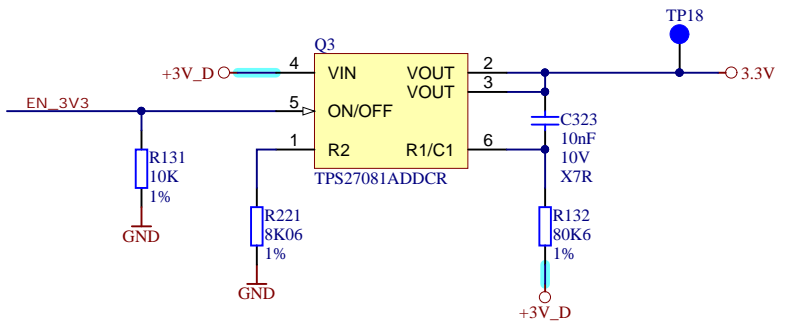 TP18
Q3
+3V_D
4
VIN
VOUT
2
3.3V
VOUT
3
EN_3V3
5
ON/OFF
C323
10nF
10V
X7R
1
R2
R1/C1
6
TPS27081ADDCR
R131
10K
1%
GND
R221
8K06
1%
GND
R132
80K6
1%
+3V_D